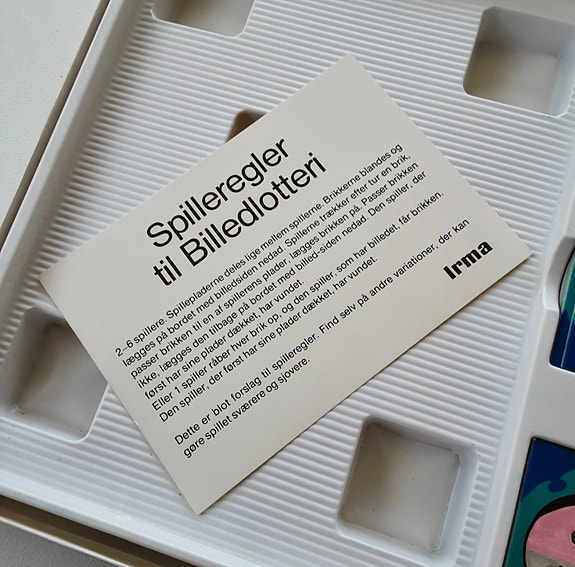 Spilleregler
til Billedlotteri
2-6 spillere. Spillepladerne deles lige mellem spillerne. Brikkerne blandes og
lægges på bordet med billedsiden nedad. Spillerne trækker efter tur en brik,
passer brikken til en af spillerens plader, lægges brikken på. Passer brikken
ikke, lægges den tilbage på bordet med billed-siden nedad. Den spiller, der
først har sine plader dækket, har vundet.
Eller 1 spiller råber hver brik op, og den spiller, som har billedet, får brikken.
Den spiller, der først har sine plader dækket, har vundet.
Dette er blot forslag til spilleregler. Find selv på andre variationer, der kan
gøre spillet sværere og sjovere.
Irma